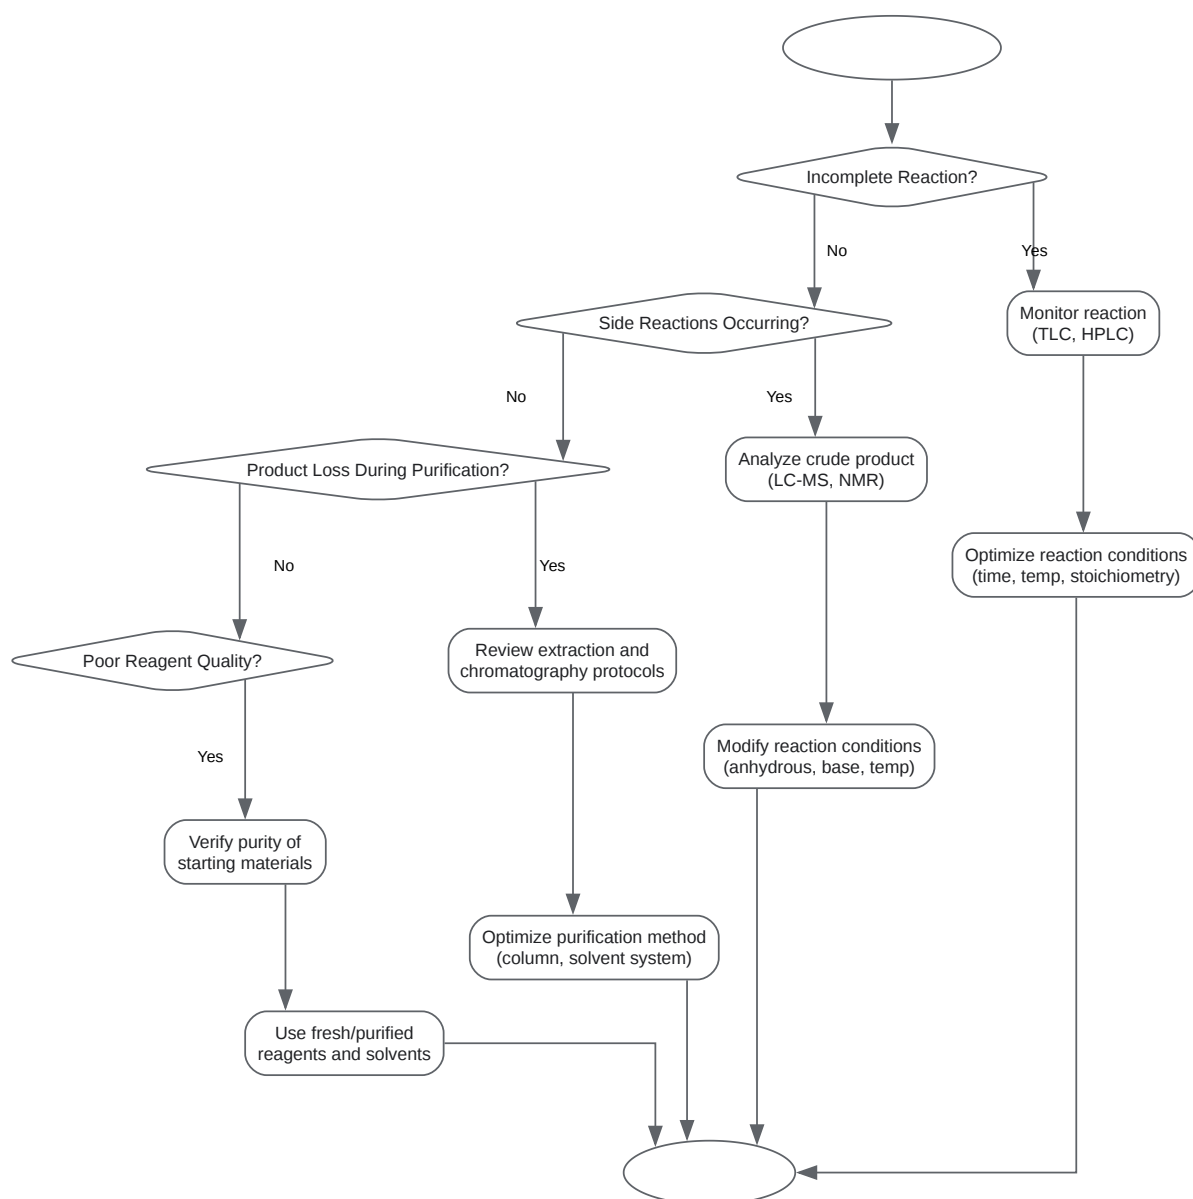 Incomplete Reaction?
No
Yes
Side Reactions Occurring?
Monitor reaction
(TLC, HPLC)
No
Yes
Product Loss During Purification?
Analyze crude product
(LC-MS, NMR)
Optimize reaction conditions
(time, temp, stoichiometry)
No
Yes
Poor Reagent Quality?
Review extraction and
chromatography protocols
Yes
Modify reaction conditions
(anhydrous, base, temp)
Verify purity of
starting materials
Optimize purification method
(column, solvent system)
Use fresh/purified
reagents and solvents